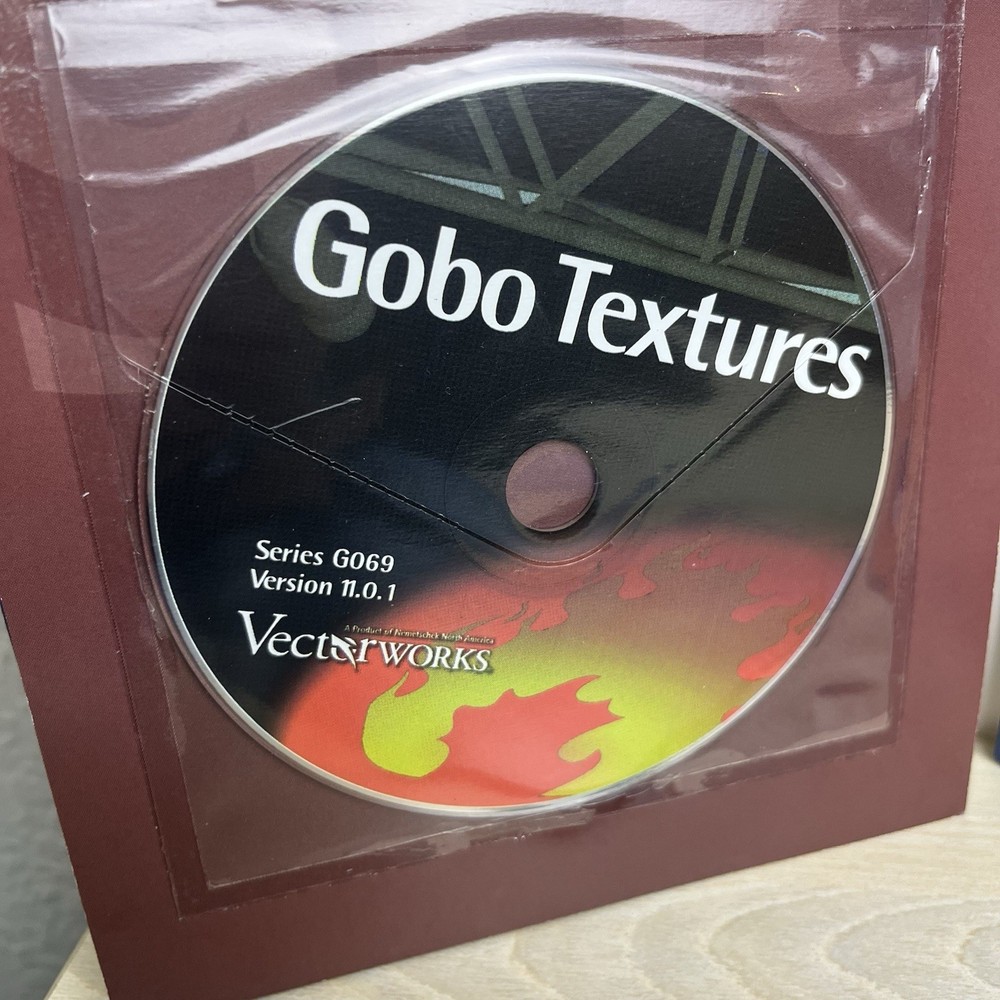 Gobo Textures
Series G069
Version 11.0.1
A Product of Nemetschek North America
VectorWORKS